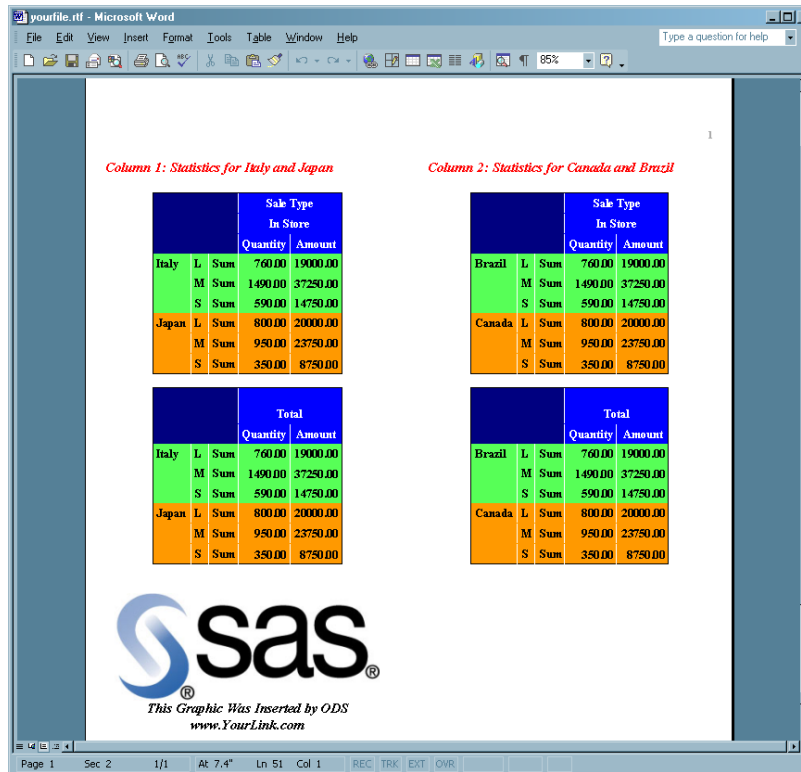 yourfile.rtf - Microsoft Word
File Edit View Insert Format Tools Table Window Help
Type a question for help
85%
1
Column 1: Statistics for Italy and Japan
Sale Type
In Store
Quantity Amount
Italy L Sum 760.00 19000.00
M Sum 1490.00 37250.00
S Sum 590.00 14750.00
Japan L Sum 800.00 20000.00
M Sum 950.00 23750.00
S Sum 350.00 8750.00
Total
Quantity Amount
Italy L Sum 760.00 19000.00
M Sum 1490.00 37250.00
S Sum 590.00 14750.00
Japan L Sum 800.00 20000.00
M Sum 950.00 23750.00
S Sum 350.00 8750.00
sas®
®
This Graphic Was Inserted by ODS
www.YourLink.com
Column 2: Statistics for Canada and Brazil
Sale Type
In Store
Quantity Amount
Brazil L Sum 760.00 19000.00
M Sum 1490.00 37250.00
S Sum 590.00 14750.00
Canada L Sum 800.00 20000.00
M Sum 950.00 23750.00
S Sum 350.00 8750.00
Total
Quantity Amount
Brazil L Sum 760.00 19000.00
M Sum 1490.00 37250.00
S Sum 590.00 14750.00
Canada L Sum 800.00 20000.00
M Sum 950.00 23750.00
S Sum 350.00 8750.00
Page 1 Sec 2 1/1 At 7.4" Ln 51 Col 1 REC TRK EXT OVR